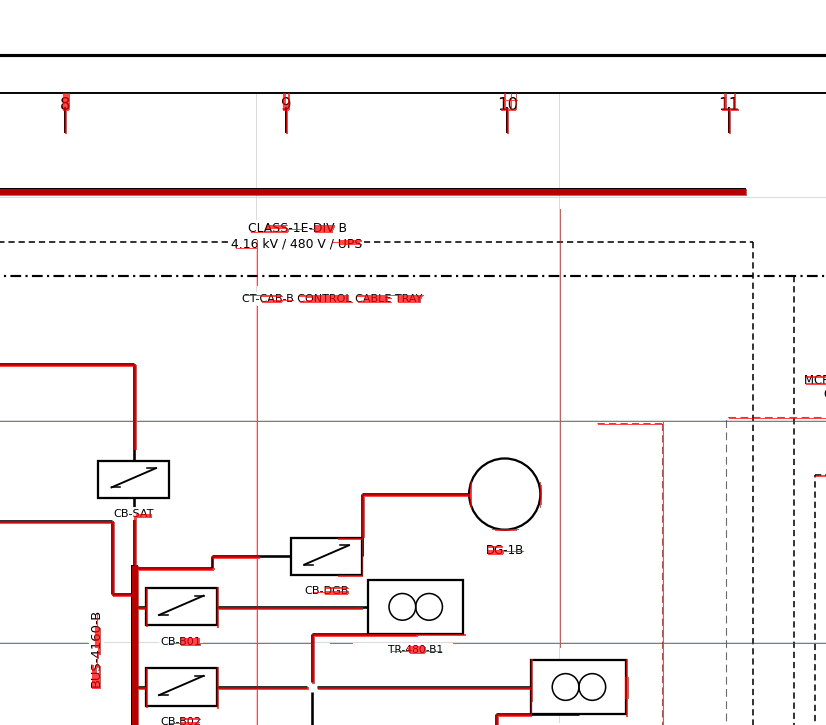 8 9 10 11
CLASS-1E-DIV B
4.16 kV / 480 V / UPS
CT-CAB-B CONTROL CABLE TRAY
CB-SAT
DG-1B
CB-DGB
BUS-4160-B
CB-B01
TR-480-B1
CB-B02